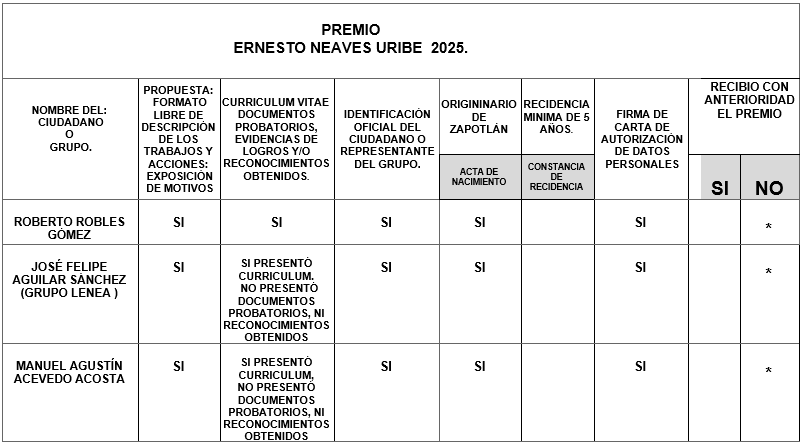 PREMIO
ERNESTO NEAVES URIBE 2025.
NOMBRE DEL:
CIUDADANO
O
GRUPO.
PROPUESTA:
FORMATO
LIBRE DE
DESCRIPCIÓN
DE LOS
TRABAJOS Y
ACCIONES:
EXPOSICIÓN
DE MOTIVOS
CURRICULUM VITAE
DOCUMENTOS
PROBATORIOS,
EVIDENCIAS DE
LOGROS Y/O
RECONOCIMIENTOS
OBTENIDOS.
IDENTIFICACIÓN
OFICIAL DEL
CIUDADANO O
REPRESENTANTE
DEL GRUPO.
ORIGININARIO
DE
ZAPOTLÁN
ACTA DE
NACIMIENTO
RECIDENCIA
MINIMA DE 5
AÑOS.
CONSTANCIA
DE
RECIDENCIA
FIRMA DE
CARTA DE
AUTORIZACIÓN
DE DATOS
PERSONALES
RECIBIO CON
ANTERIORIDAD
EL PREMIO
SI
NO
ROBERTO ROBLES
GÓMEZ
SI
SI
SI
SI
SI
*
JOSÉ FELIPE
AGUILAR SÀNCHEZ
(GRUPO LENEA )
SI
SI PRESENTÓ
CURRICULUM.
NO PRESENTÓ
DOCUMENTOS
PROBATORIOS, NI
RECONOCIMIENTOS
OBTENIDOS
SI
SI
SI
*
MANUEL AGUSTÍN
ACEVEDO ACOSTA
SI
SI PRESENTÓ
CURRICULUM,
NO PRESENTÓ
DOCUMENTOS
PROBATORIOS, NI
RECONOCIMIENTOS
OBTENIDOS
SI
SI
SI
*